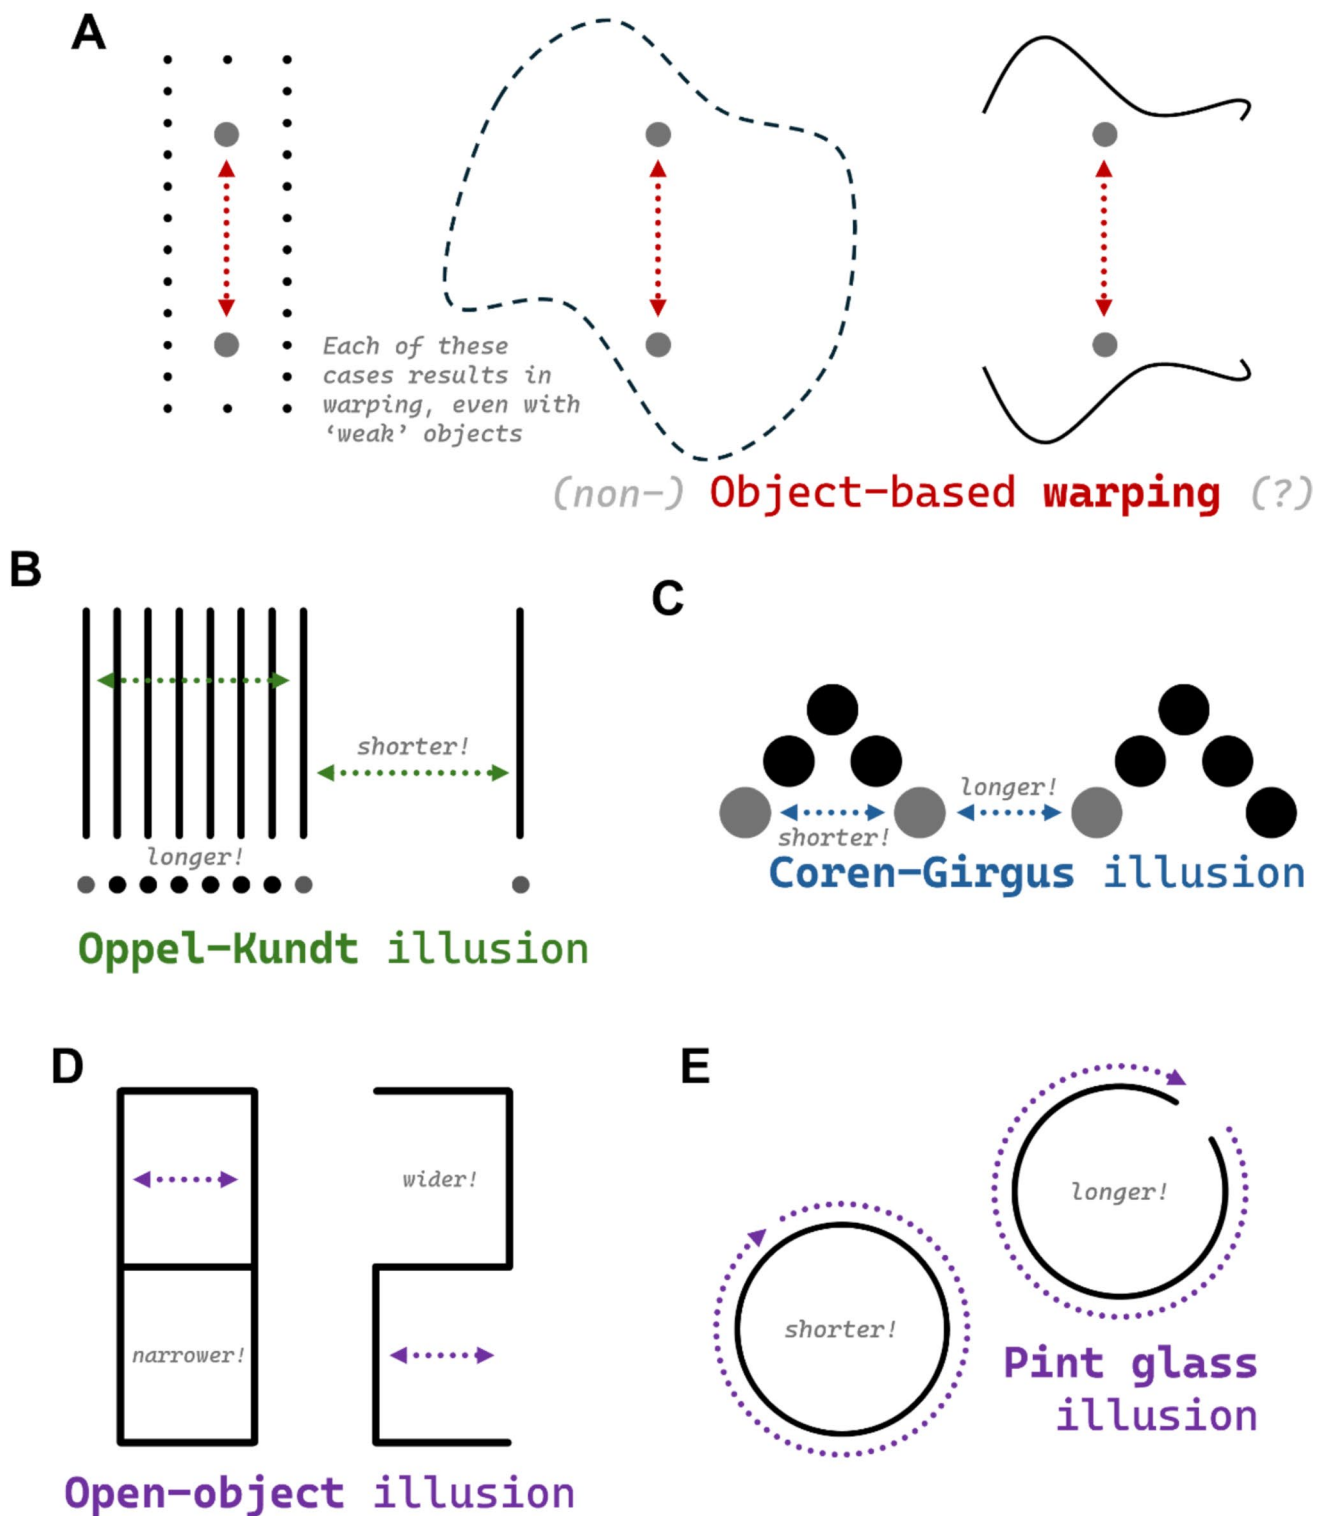 A
Each of these
cases results in
warping, even with
‘weak’ objects
(non-) Object-based warping (?)
B
shorter!
longer!
Oppel-Kundt illusion
C
longer!
shorter!
Coren-Girgus illusion
D
wider!
narrower!
Open-object illusion
E
longer!
shorter!
Pint glass
illusion